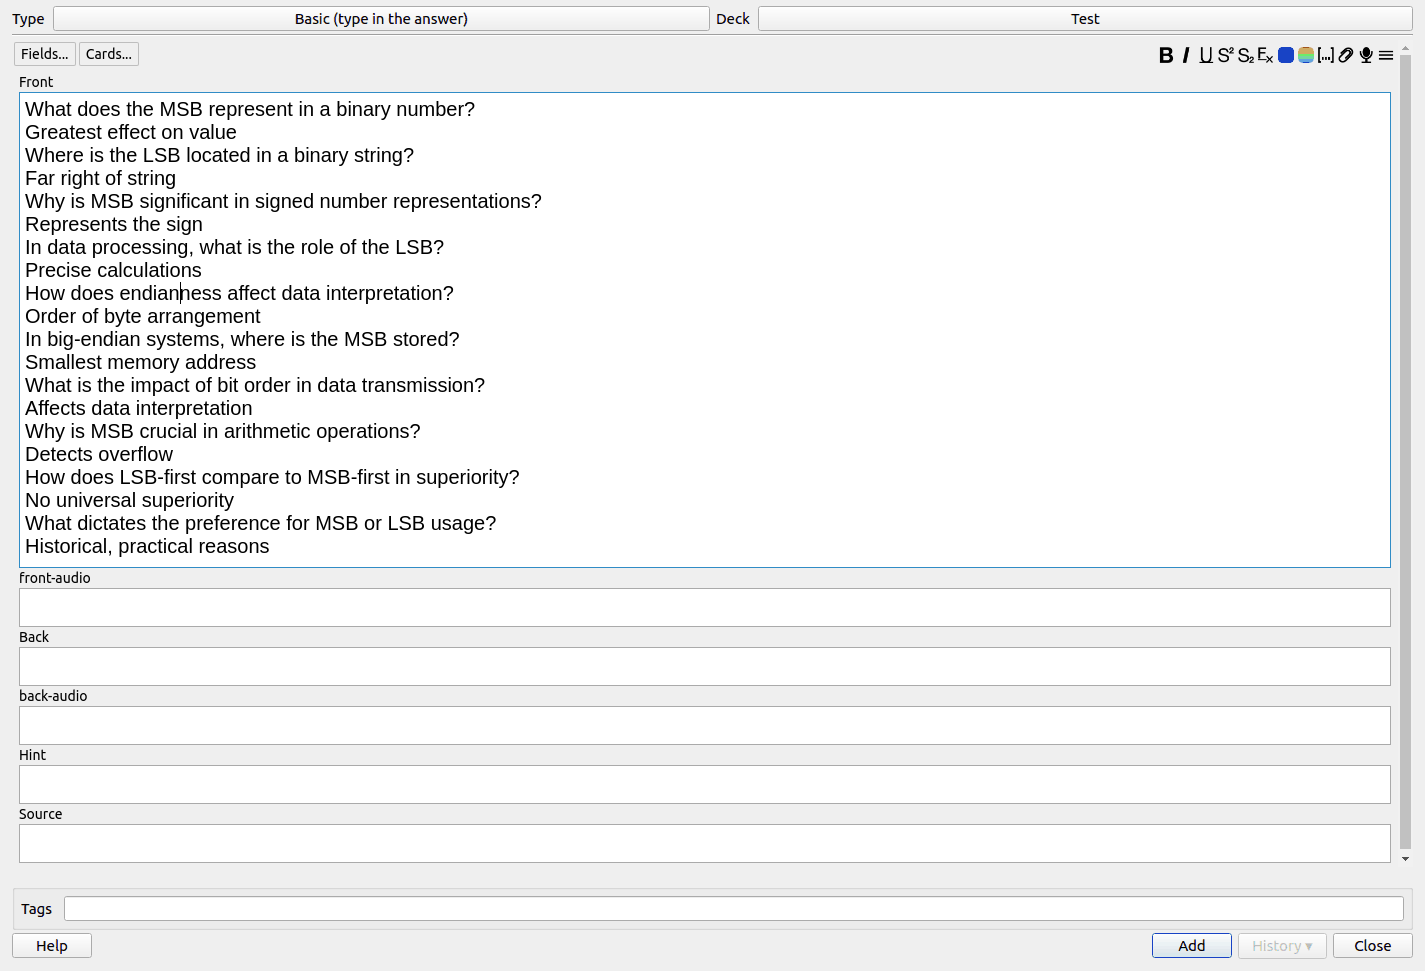 Type Basic (type in the answer) Deck Test
Fields... Cards... B I U S² S₂ Ex [...]
Front
What does the MSB represent in a binary number?
Greatest effect on value
Where is the LSB located in a binary string?
Far right of string
Why is MSB significant in signed number representations?
Represents the sign
In data processing, what is the role of the LSB?
Precise calculations
How does endianness affect data interpretation?
Order of byte arrangement
In big-endian systems, where is the MSB stored?
Smallest memory address
What is the impact of bit order in data transmission?
Affects data interpretation
Why is MSB crucial in arithmetic operations?
Detects overflow
How does LSB-first compare to MSB-first in superiority?
No universal superiority
What dictates the preference for MSB or LSB usage?
Historical, practical reasons
front-audio
Back
back-audio
Hint
Source
Tags
Help Add History ▾ Close